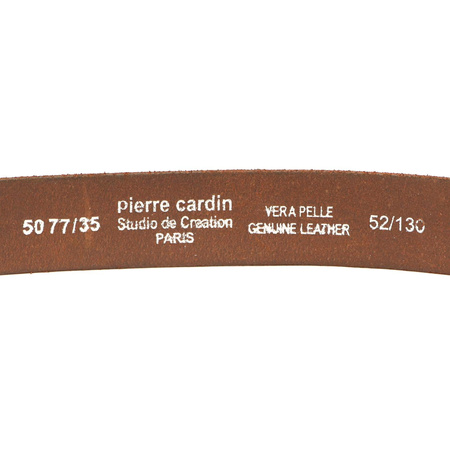 50 77/35
pierre cardin
Studio de Creation
PARIS
VERA PELLE
GENUINE LEATHER
52/130